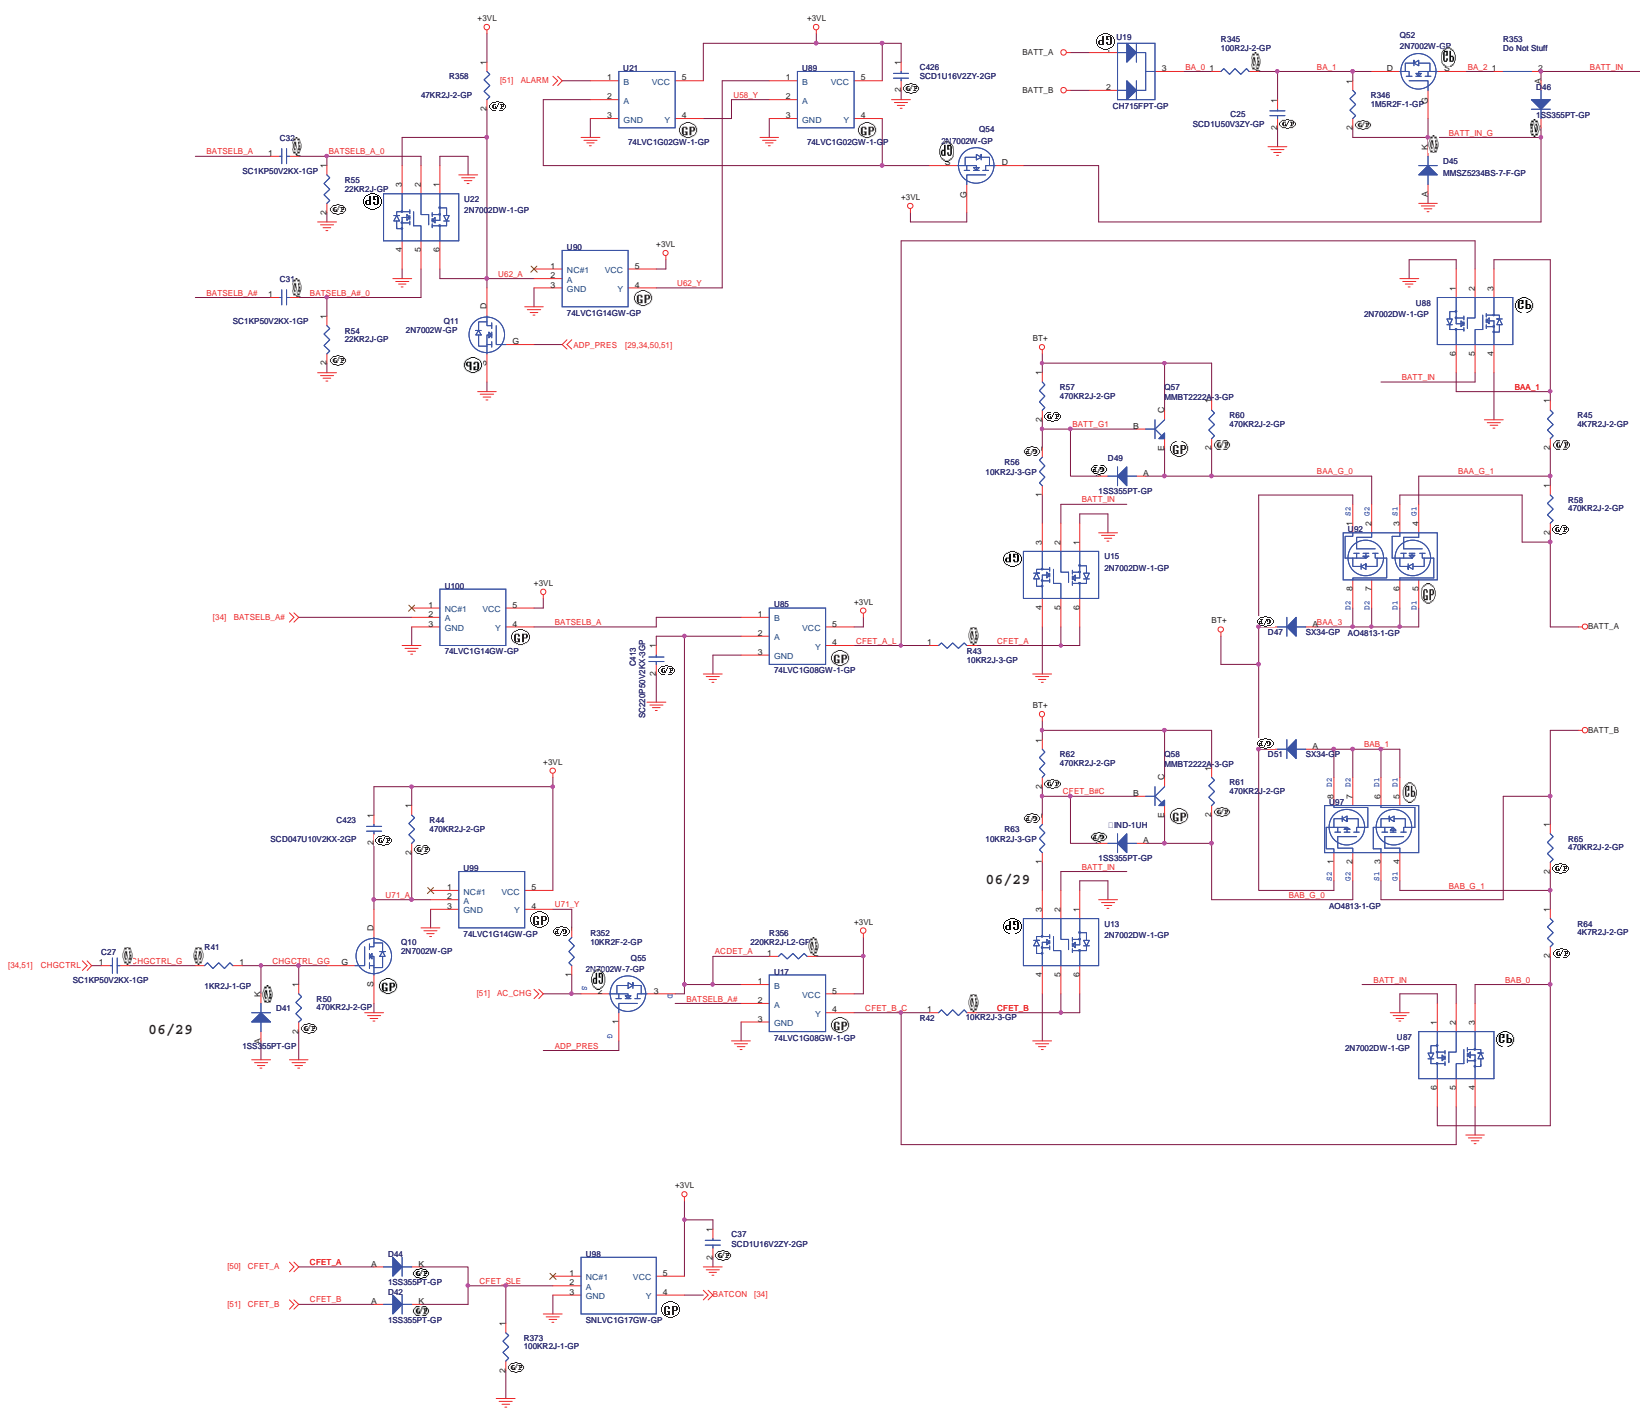 +3VL
R358
47KR2J-2-GP
[51] ALARM
U21
B
A
GND
VCC
Y
74LVC1G02GW-1-GP
U58_Y
+3VL
U89
B
A
GND
VCC
Y
74LVC1G02GW-1-GP
C426
SCD1U16V2ZY-2GP
BATT_A
BATT_B
U19
CH715FPT-GP
BA_0
R345
100R2J-2-GP
C25
SCD1U50V3ZY-GP
BA_1
R346
1M5R2F-1-GP
Q52
2N7002W-GP
BA_2
R353
Do Not Stuff
BATT_IN
D46
1SS355PT-GP
BATT_IN_G
D45
MMSZ5234BS-7-F-GP
Q54
2N7002W-GP
+3VL
BATSELB_A
C32
SC1KP50V2KX-1GP
BATSELB_A_0
R55
22KR2J-GP
U22
2N7002DW-1-GP
BATSELB_A#
C31
SC1KP50V2KX-1GP
BATSELB_A#_0
R54
22KR2J-GP
U62_A
U90
NC#1
A
GND
VCC
Y
74LVC1G14GW-GP
+3VL
U62_Y
Q11
2N7002W-GP
ADP_PRES [29,34,50,51]
U88
2N7002DW-1-GP
BATT_IN
BAA_1
R45
4K7R2J-2-GP
BT+
R57
470KR2J-2-GP
Q57
MMBT2222A-3-GP
R60
470KR2J-2-GP
BATT_G1
R56
10KR2J-3-GP
D49
1SS355PT-GP
BATT_IN
BAA_G_0
BAA_G_1
R58
470KR2J-2-GP
U15
2N7002DW-1-GP
U92
AO4813-1-GP
BAA_3
D47
SX34-GP
BT+
BATT_A
[34] BATSELB_A#
U100
NC#1
A
GND
VCC
Y
74LVC1G14GW-GP
+3VL
BATSELB_A
C413
SC220P50V2KX-3GP
U85
B
A
GND
VCC
Y
74LVC1G08GW-1-GP
+3VL
CFET_A_L
R43
10KR2J-3-GP
CFET_A
BT+
R62
470KR2J-2-GP
Q58
MMBT2222A-3-GP
R61
470KR2J-2-GP
CFET_B#C
R63
10KR2J-3-GP
IND-1UH
1SS355PT-GP
BATT_IN
06/29
U13
2N7002DW-1-GP
D51
SX34-GP
BAB_1
BATT_B
U97
AO4813-1-GP
BAB_G_0
BAB_G_1
R65
470KR2J-2-GP
R64
4K7R2J-2-GP
+3VL
C423
SCD047U10V2KX-2GP
R44
470KR2J-2-GP
U71_A
U99
NC#1
A
GND
VCC
Y
74LVC1G14GW-GP
U71_Y
R352
10KR2F-2-GP
[34,51] CHGCTRL
C27
SC1KP50V2KX-1GP
CHGCTRL_G
R41
1KR2J-1-GP
CHGCTRL_GG
Q10
2N7002W-GP
D41
1SS355PT-GP
R50
470KR2J-2-GP
06/29
[51] AC_CHG
Q55
2N7002W-7-GP
ADP_PRES
ACDET_A
R356
220KR2J-L2-GP
+3VL
BATSELB_A#
U17
B
A
GND
VCC
Y
74LVC1G08GW-1-GP
CFET_B_C
R42
10KR2J-3-GP
CFET_B
BATT_IN
BAB_0
U87
2N7002DW-1-GP
[50] CFET_A
CFET_A
D44
1SS355PT-GP
[51] CFET_B
CFET_B
D42
1SS355PT-GP
CFET_SLE
R373
100KR2J-1-GP
U98
NC#1
A
GND
VCC
Y
SNLVC1G17GW-GP
+3VL
C37
SCD1U16V2ZY-2GP
BATCON [34]